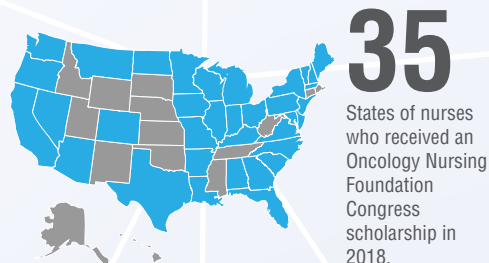 35
States of nurses
who received an
Oncology Nursing
Foundation
Congress
scholarship in
2018.